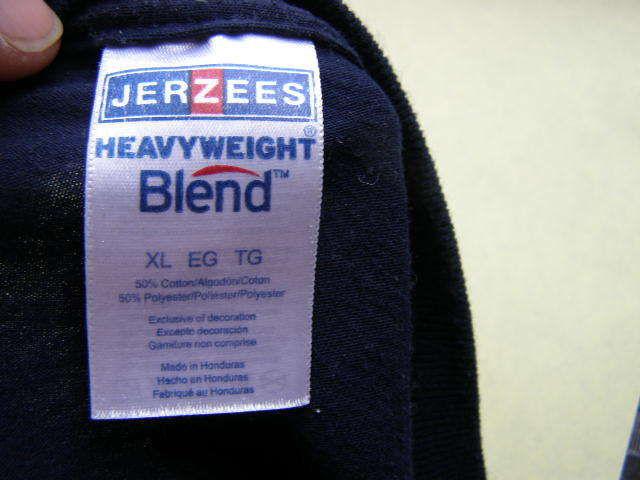 JERZEES
HEAVYWEIGHT®
Blend™
XL EG TG
50% Cotton/Algodón/Coton
50% Polyester/Poliéster/Polyester
Exclusive of decoration
Excepto decoración
Garniture non comprise
Made in Honduras
Hecho en Honduras
Fabriqué au Honduras